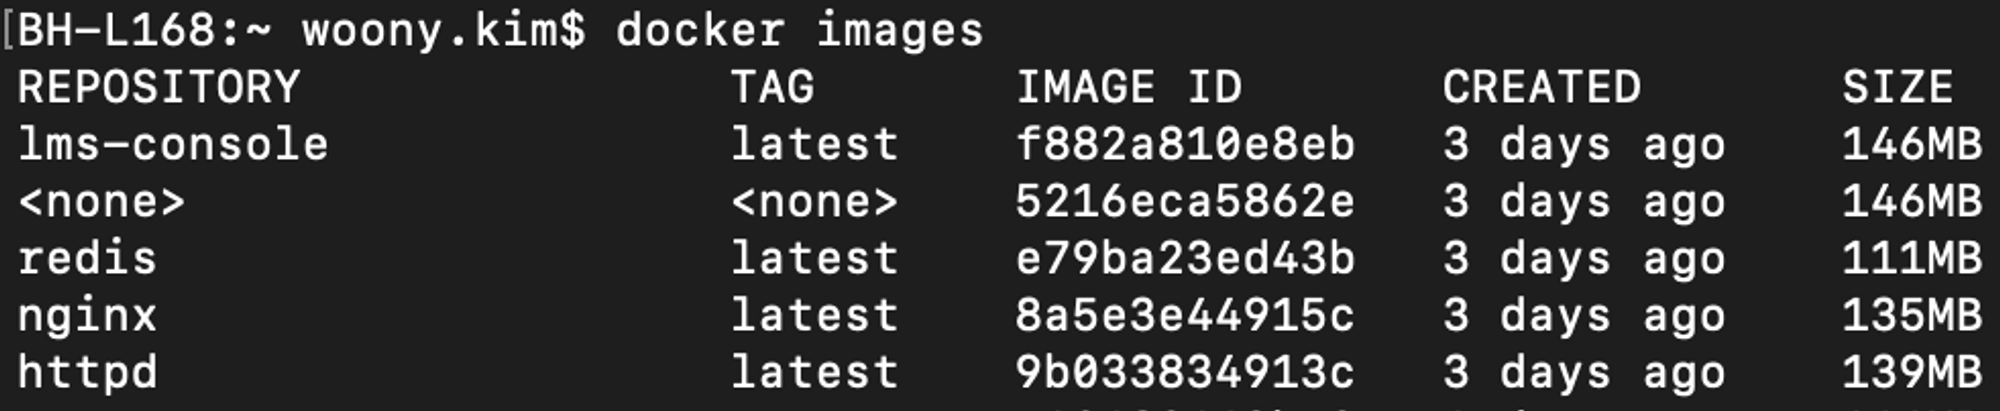 [BH-L168:~ woony.kim$ docker images
REPOSITORY TAG IMAGE ID CREATED SIZE
lms-console latest f882a810e8eb 3 days ago 146MB
<none> <none> 5216eca5862e 3 days ago 146MB
redis latest e79ba23ed43b 3 days ago 111MB
nginx latest 8a5e3e44915c 3 days ago 135MB
httpd latest 9b033834913c 3 days ago 139MB